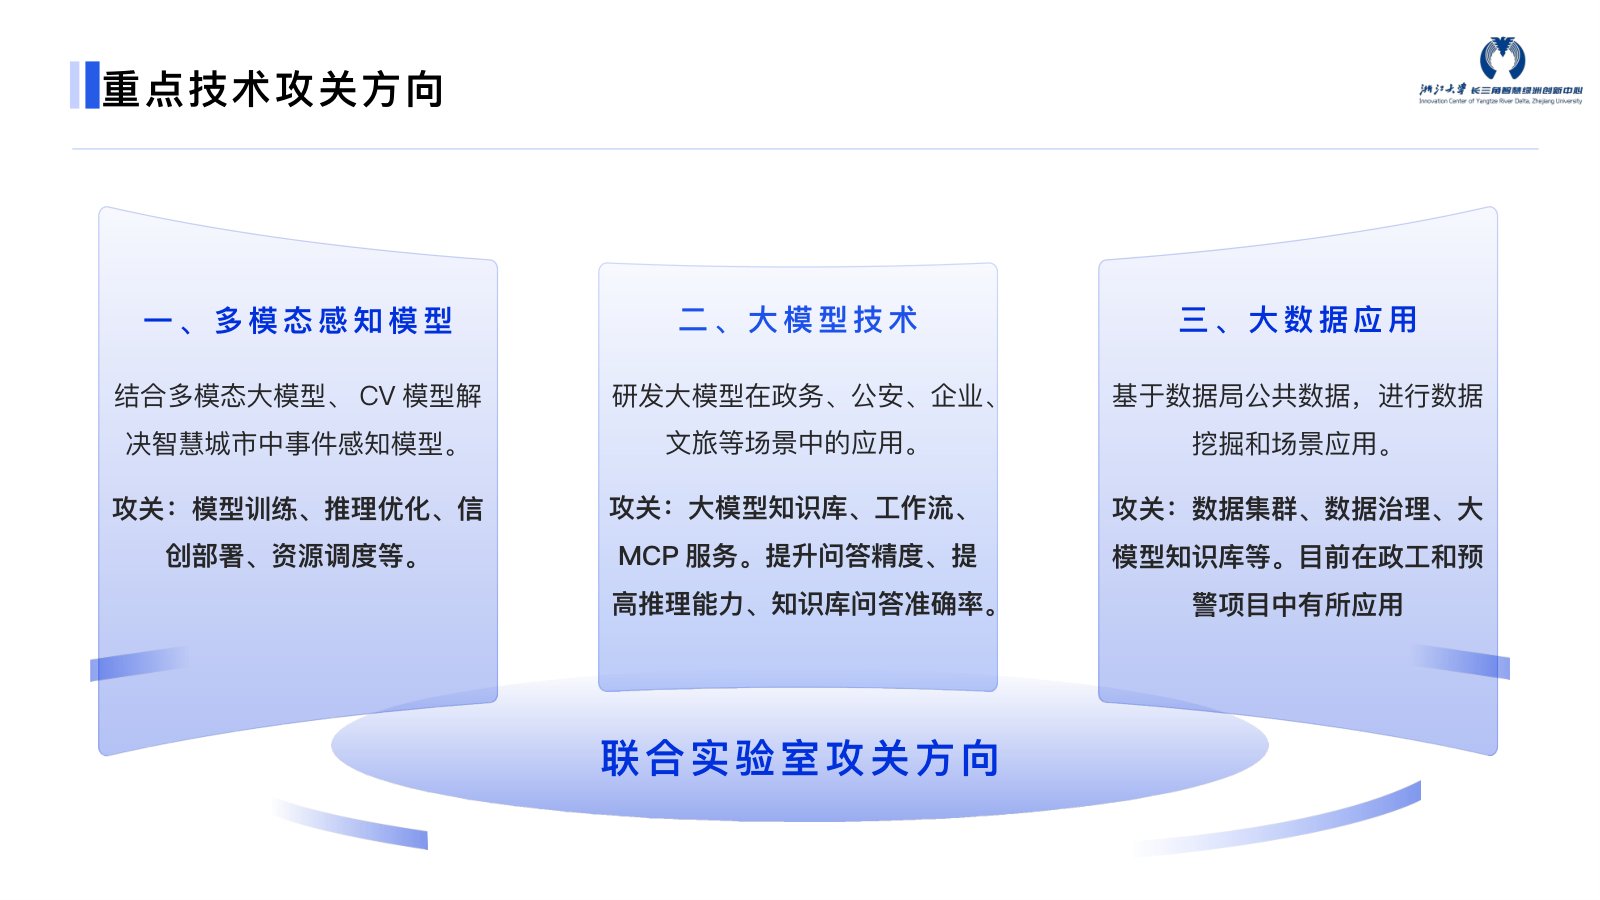 重点技术攻关方向
浙江大学 长三角智慧绿洲创新中心
Innovation Center of Yangtze River Delta, Zhejiang University
一、多模态感知模型
结合多模态大模型、 CV 模型解
决智慧城市中事件感知模型。
攻关：模型训练、推理优化、信
创部署、资源调度等。
二、大模型技术
研发大模型在政务、公安、企业、
文旅等场景中的应用。
攻关：大模型知识库、工作流、
MCP 服务。提升问答精度、提
高推理能力、知识库问答准确率。
三、大数据应用
基于数据局公共数据，进行数据
挖掘和场景应用。
攻关：数据集群、数据治理、大
模型知识库等。目前在政工和预
警项目中有所应用
联合实验室攻关方向